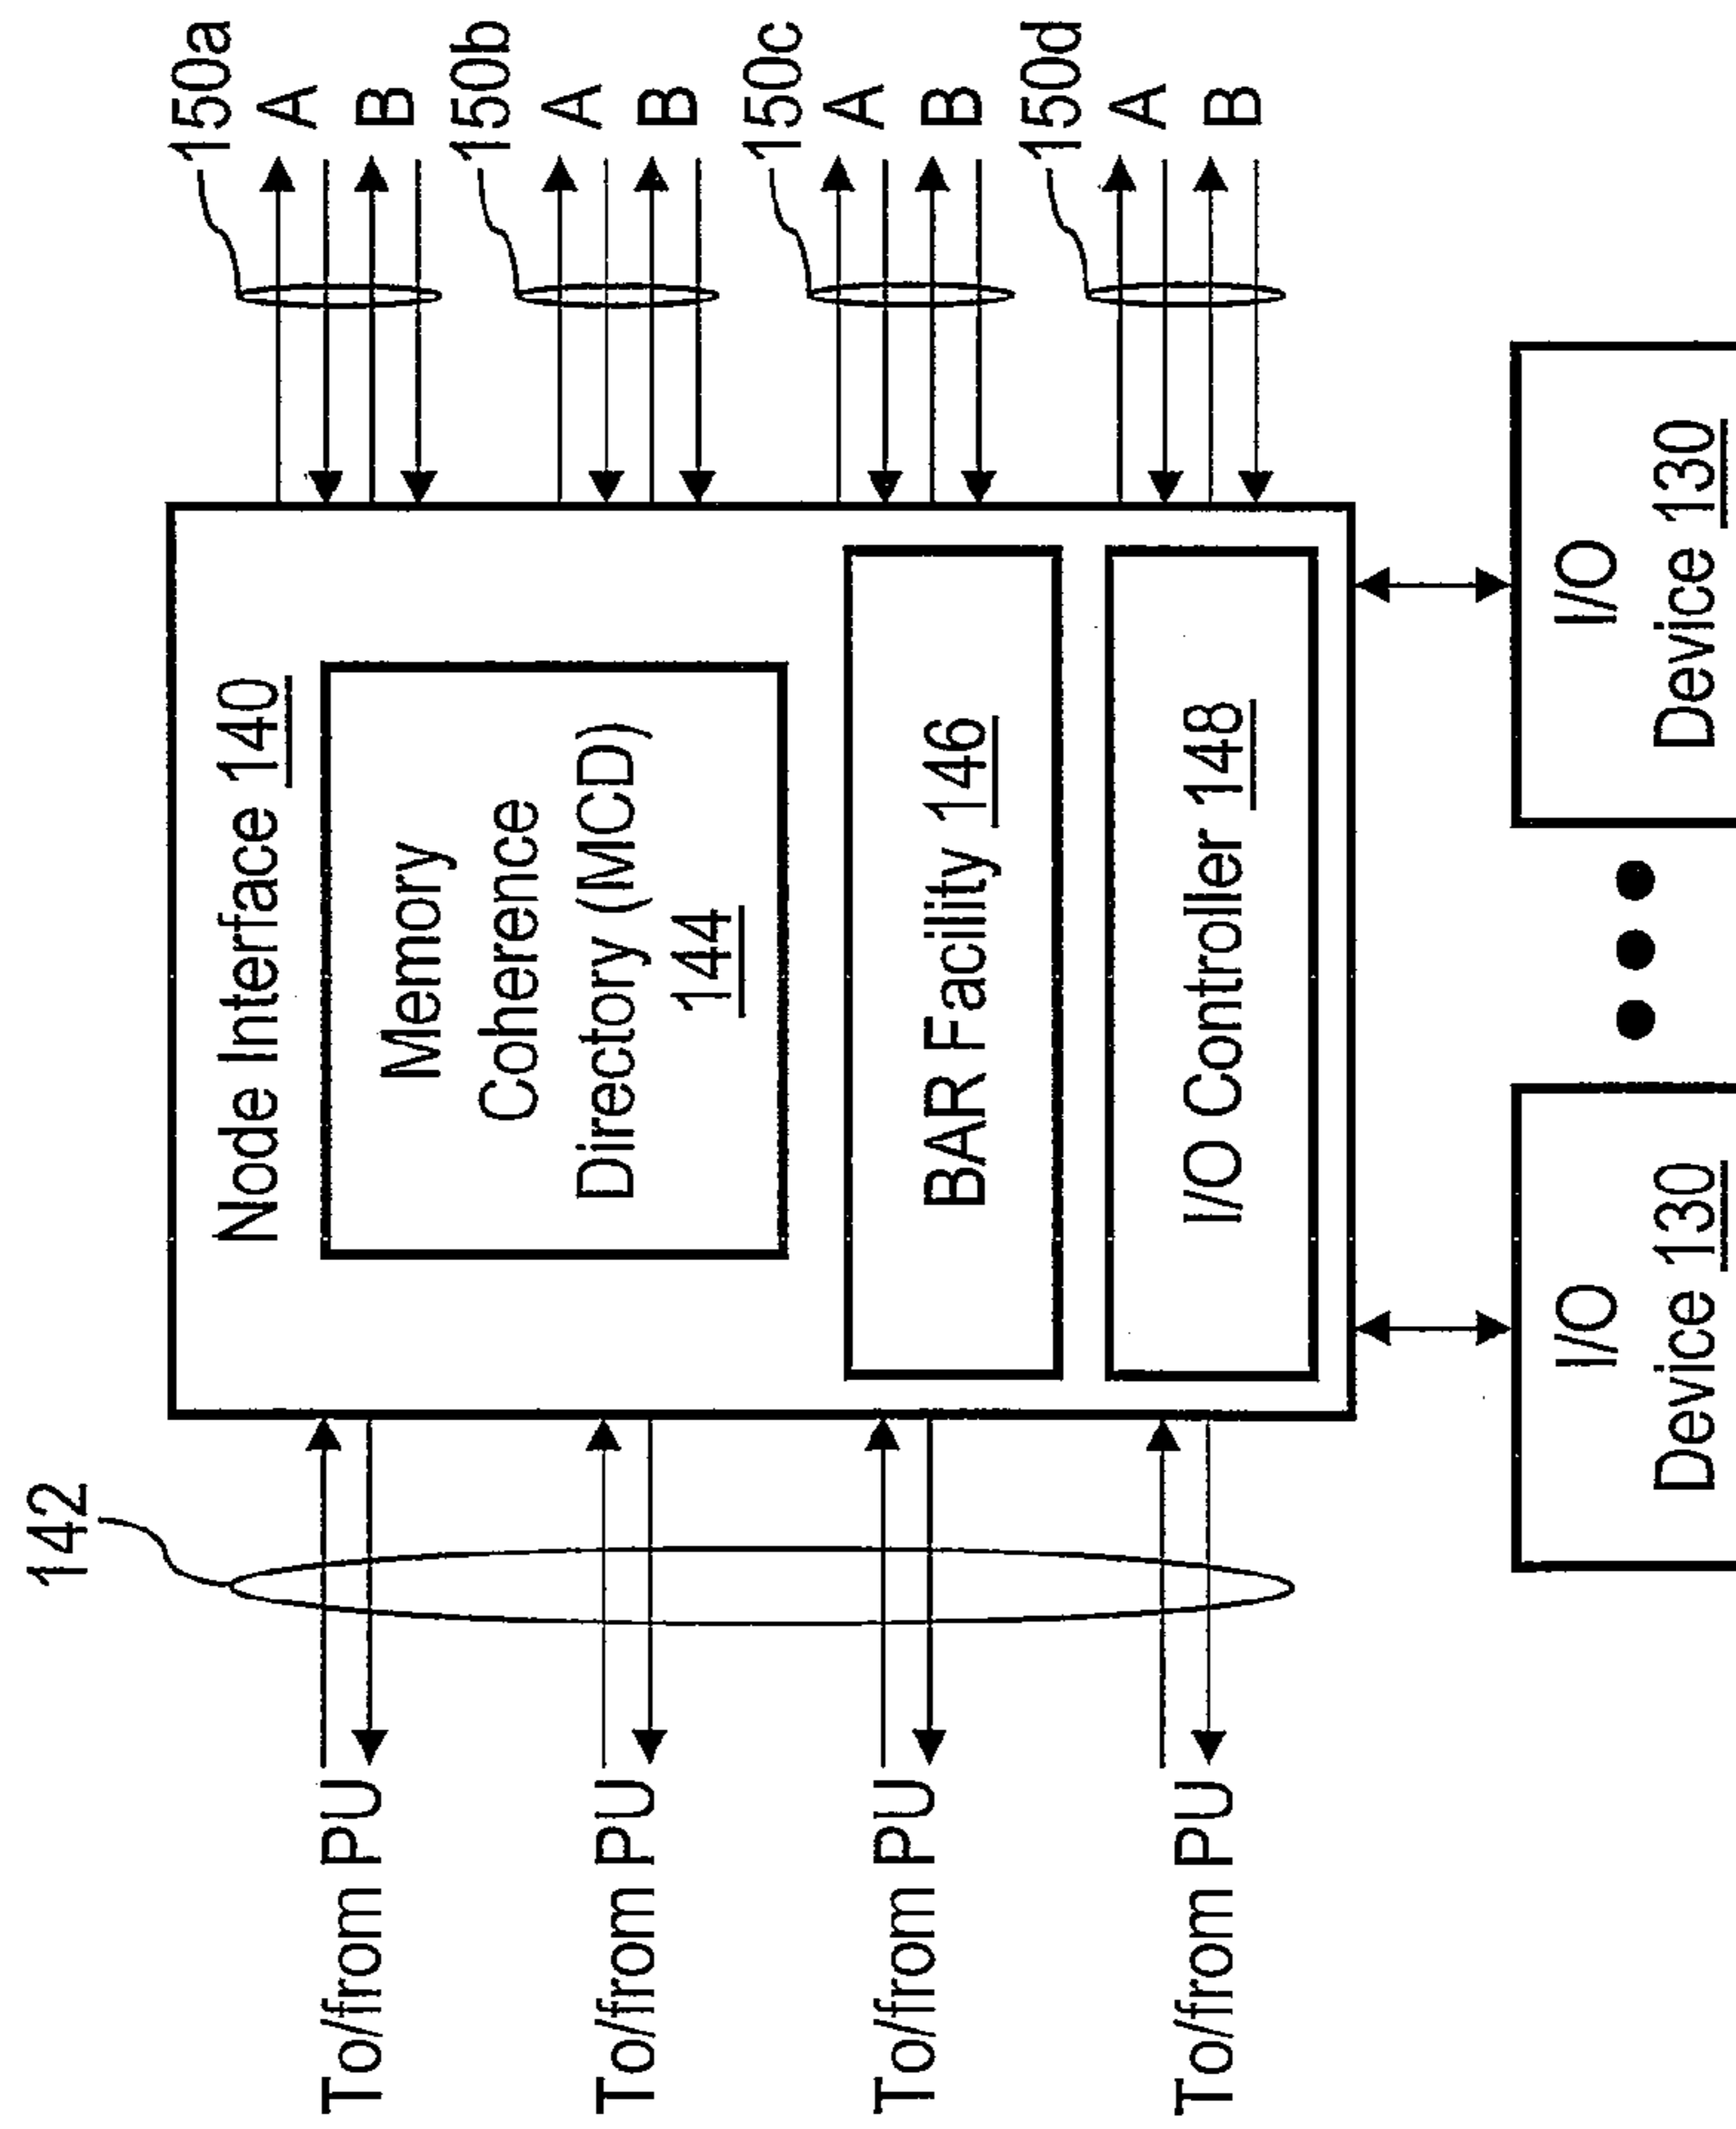 142
To/from PU
To/from PU
To/from PU
To/from PU
Node Interface 140
Memory
Coherence
Directory (MCD)
144
BAR Facility 146
I/O Controller 148
150a
A
B
150b
A
B
150c
A
B
150d
A
B
I/O
Device 130
I/O
Device 130